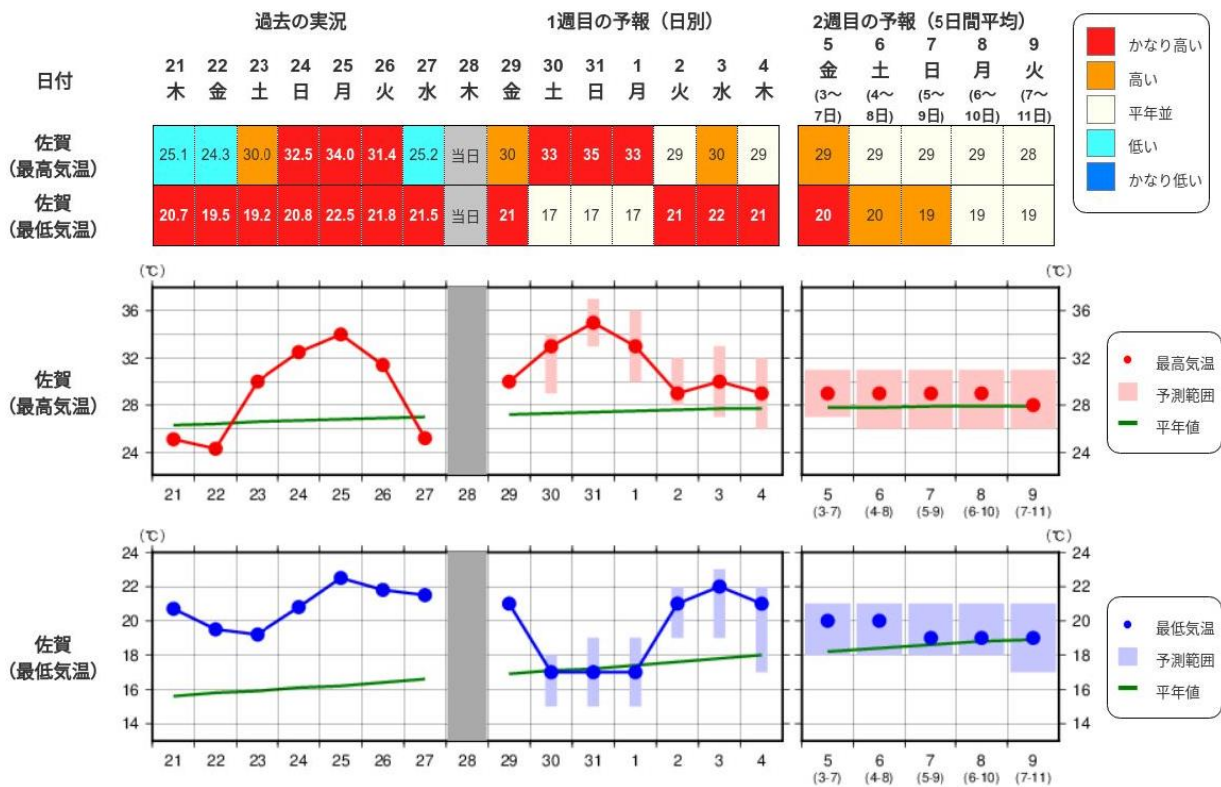 過去の実況 1週目の予報（日別） 2週目の予報（5日間平均）
日付 21 22 23 24 25 26 27 28 29 30 31 1 2 3 4 5 6 7 8 9
木 金 土 日 月 火 水 木 金 土 日 月 火 水 木 金 土 日 月 火
(3～7日) (4～8日) (5～9日) (6～10日) (7～11日)
佐賀
（最高気温）
25.1 24.3 30.0 32.5 34.0 31.4 25.2 当日 30 33 35 33 29 30 29 29 29 29 29 28
佐賀
（最低気温）
20.7 19.5 19.2 20.8 22.5 21.8 21.5 当日 21 17 17 17 21 22 21 20 20 19 19 19
かなり高い
高い
平年並
低い
かなり低い
佐賀
（最高気温）
(℃) (℃)
36 36
32 32
28 28
24 24
21 22 23 24 25 26 27 28 29 30 31 1 2 3 4 5 6 7 8 9
(3-7) (4-8) (5-9) (6-10) (7-11)
最高気温
予測範囲
平年値
佐賀
（最低気温）
(℃) (℃)
24 24
22 22
20 20
18 18
16 16
14 14
21 22 23 24 25 26 27 28 29 30 31 1 2 3 4 5 6 7 8 9
(3-7) (4-8) (5-9) (6-10) (7-11)
最低気温
予測範囲
平年値